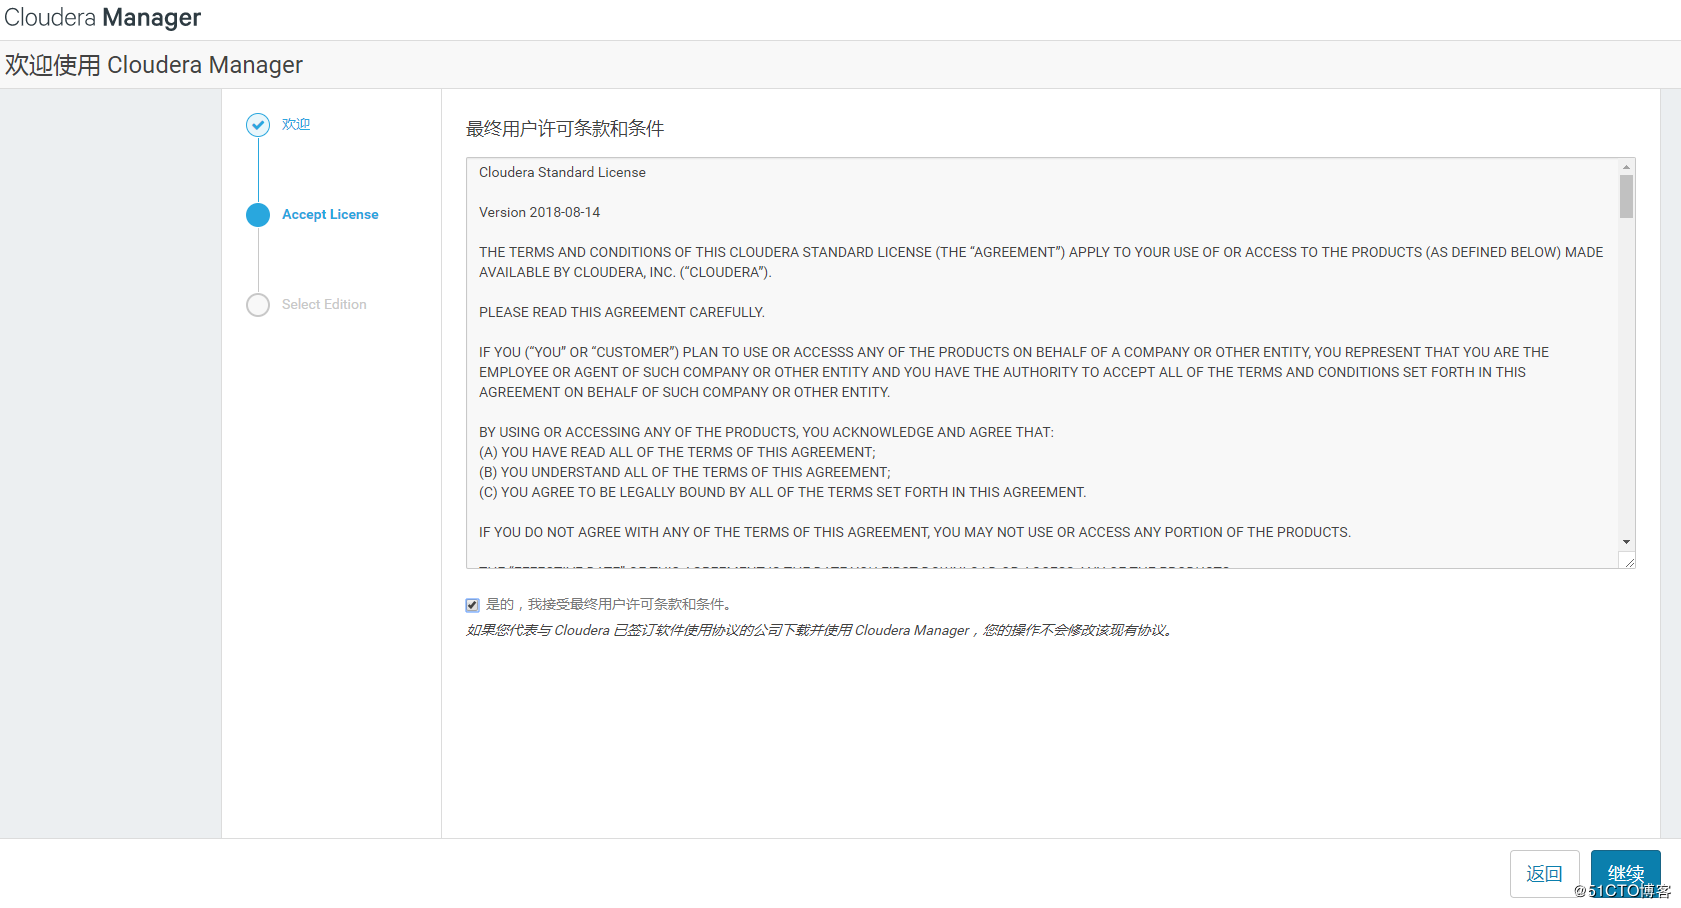 Cloudera Manager
欢迎使用 Cloudera Manager
欢迎
Accept License
Select Edition
最终用户许可条款和条件
Cloudera Standard License
Version 2018-08-14
THE TERMS AND CONDITIONS OF THIS CLOUDERA STANDARD LICENSE (THE “AGREEMENT”) APPLY TO YOUR USE OF OR ACCESS TO THE PRODUCTS (AS DEFINED BELOW) MADE
AVAILABLE BY CLOUDERA, INC. (“CLOUDERA”).
PLEASE READ THIS AGREEMENT CAREFULLY.
IF YOU (“YOU” OR “CUSTOMER”) PLAN TO USE OR ACCESSS ANY OF THE PRODUCTS ON BEHALF OF A COMPANY OR OTHER ENTITY, YOU REPRESENT THAT YOU ARE THE
EMPLOYEE OR AGENT OF SUCH COMPANY OR OTHER ENTITY AND YOU HAVE THE AUTHORITY TO ACCEPT ALL OF THE TERMS AND CONDITIONS SET FORTH IN THIS
AGREEMENT ON BEHALF OF SUCH COMPANY OR OTHER ENTITY.
BY USING OR ACCESSING ANY OF THE PRODUCTS, YOU ACKNOWLEDGE AND AGREE THAT:
(A) YOU HAVE READ ALL OF THE TERMS OF THIS AGREEMENT;
(B) YOU UNDERSTAND ALL OF THE TERMS OF THIS AGREEMENT;
(C) YOU AGREE TO BE LEGALLY BOUND BY ALL OF THE TERMS SET FORTH IN THIS AGREEMENT.
IF YOU DO NOT AGREE WITH ANY OF THE TERMS OF THIS AGREEMENT, YOU MAY NOT USE OR ACCESS ANY PORTION OF THE PRODUCTS.
是的，我接受最终用户许可条款和条件。
如果您代表与 Cloudera 已签订软件使用协议的公司下载并使用 Cloudera Manager，您的操作不会修改该现有协议。
返回
继续
@51CTO博客